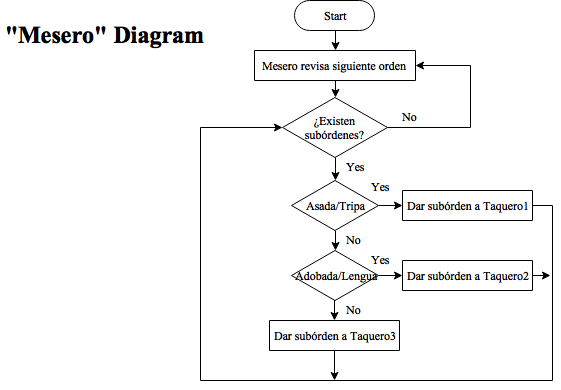 Start
"Mesero" Diagram
Mesero revisa siguiente orden
¿Existen
subórdenes?
No
Yes
Yes
Asada/Tripa
Dar subórden a Taquero1
No
Yes
Adobada/Lengua
Dar subórden a Taquero2
No
Dar subórden a Taquero3